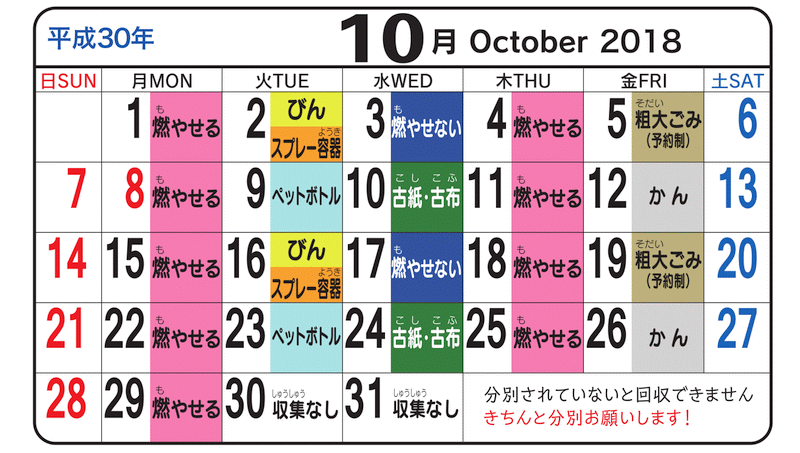 平成30年
10月 October 2018
日SUN 月MON 火TUE 水WED 木THU 金FRI 土SAT
1 も 燃やせる
2 びん
ようき
スプレー容器
3 も 燃やせない
4 も 燃やせる
5 そだい
粗大ごみ
(予約制)
6
7
8 も 燃やせる
9 ペットボトル
10 こし こふ
古紙・古布
11 も 燃やせる
12 かん
13
14
15 も 燃やせる
16 びん
ようき
スプレー容器
17 も 燃やせない
18 も 燃やせる
19 そだい
粗大ごみ
(予約制)
20
21
22 も 燃やせる
23 ペットボトル
24 こし こふ
古紙・古布
25 も 燃やせる
26 かん
27
28
29 も 燃やせる
30 しゅうしゅう
収集なし
31 しゅうしゅう
収集なし
分別されていないと回収できません
きちんと分別お願いします!